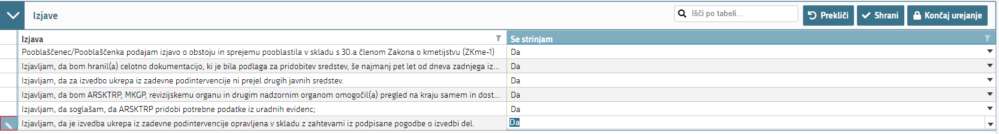 Izjave
Išči po tabeli...
Prekliči
Shrani
Končaj urejanje
Izjava
Se strinjam
Pooblaščenec/Pooblaščenka podajam izjavo o obstoju in sprejemu pooblastila v skladu s 30.a členom Zakona o kmetijstvu (ZKme-1)
Da
Izjavljam, da bom hranil(a) celotno dokumentacijo, ki je bila podlaga za pridobitev sredstev, še najmanj pet let od dneva zadnjega iz...
Da
Izjavljam, da za izvedbo ukrepa iz zadevne podintervencije ni prejel drugih javnih sredstev.
Da
Izjavljam, da bom ARSKTRP, MKGP, revizijskemu organu in drugim nadzornim organom omogočil(a) pregled na kraju samem in dost...
Da
Izjavljam, da soglašam, da ARSKTRP pridobi potrebne podatke iz uradnih evidenc;
Da
Izjavljam, da je izvedba ukrepa iz zadevne podintervencije opravljena v skladu z zahtevami iz podpisane pogodbe o izvedbi del.
Da